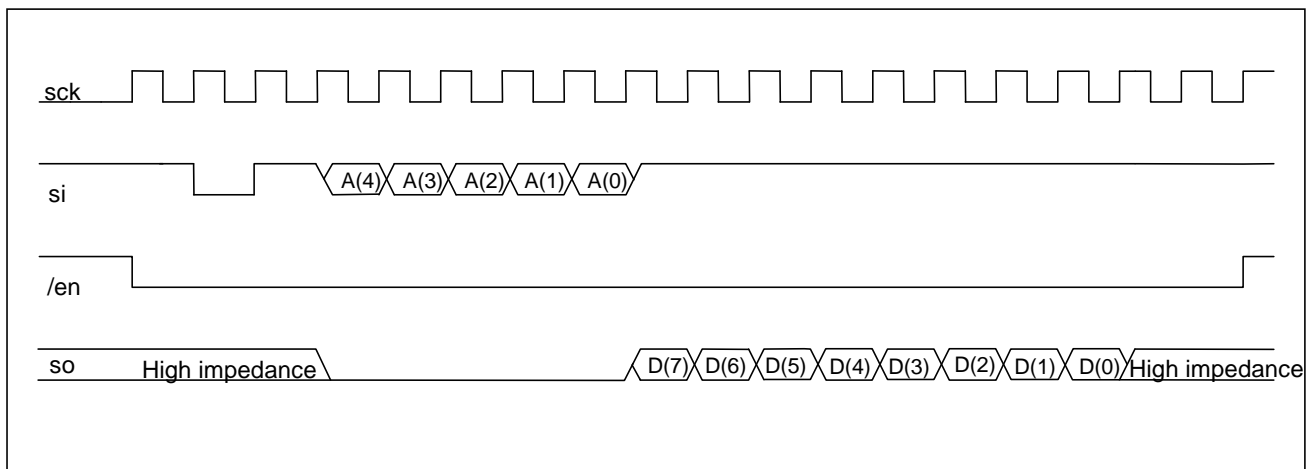 sck
si A(4) A(3) A(2) A(1) A(0)
/en
so High impedance D(7) D(6) D(5) D(4) D(3) D(2) D(1) D(0) High impedance